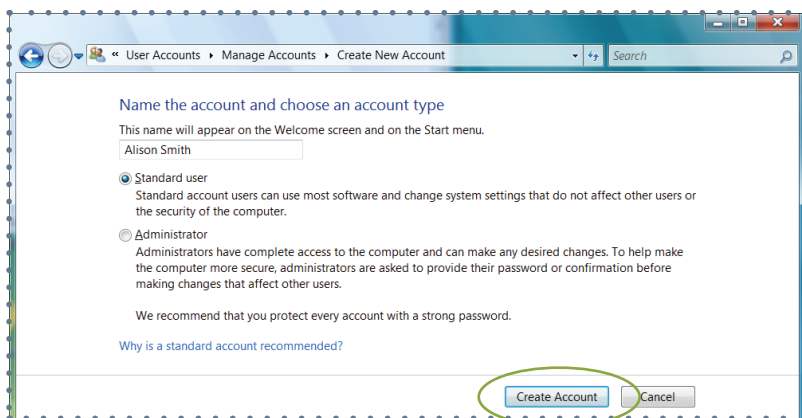 « User Accounts ▸ Manage Accounts ▸ Create New Account
Search
Name the account and choose an account type
This name will appear on the Welcome screen and on the Start menu.
Alison Smith
Standard user
Standard account users can use most software and change system settings that do not affect other users or
the security of the computer.
Administrator
Administrators have complete access to the computer and can make any desired changes. To help make
the computer more secure, administrators are asked to provide their password or confirmation before
making changes that affect other users.
We recommend that you protect every account with a strong password.
Why is a standard account recommended?
Create Account Cancel